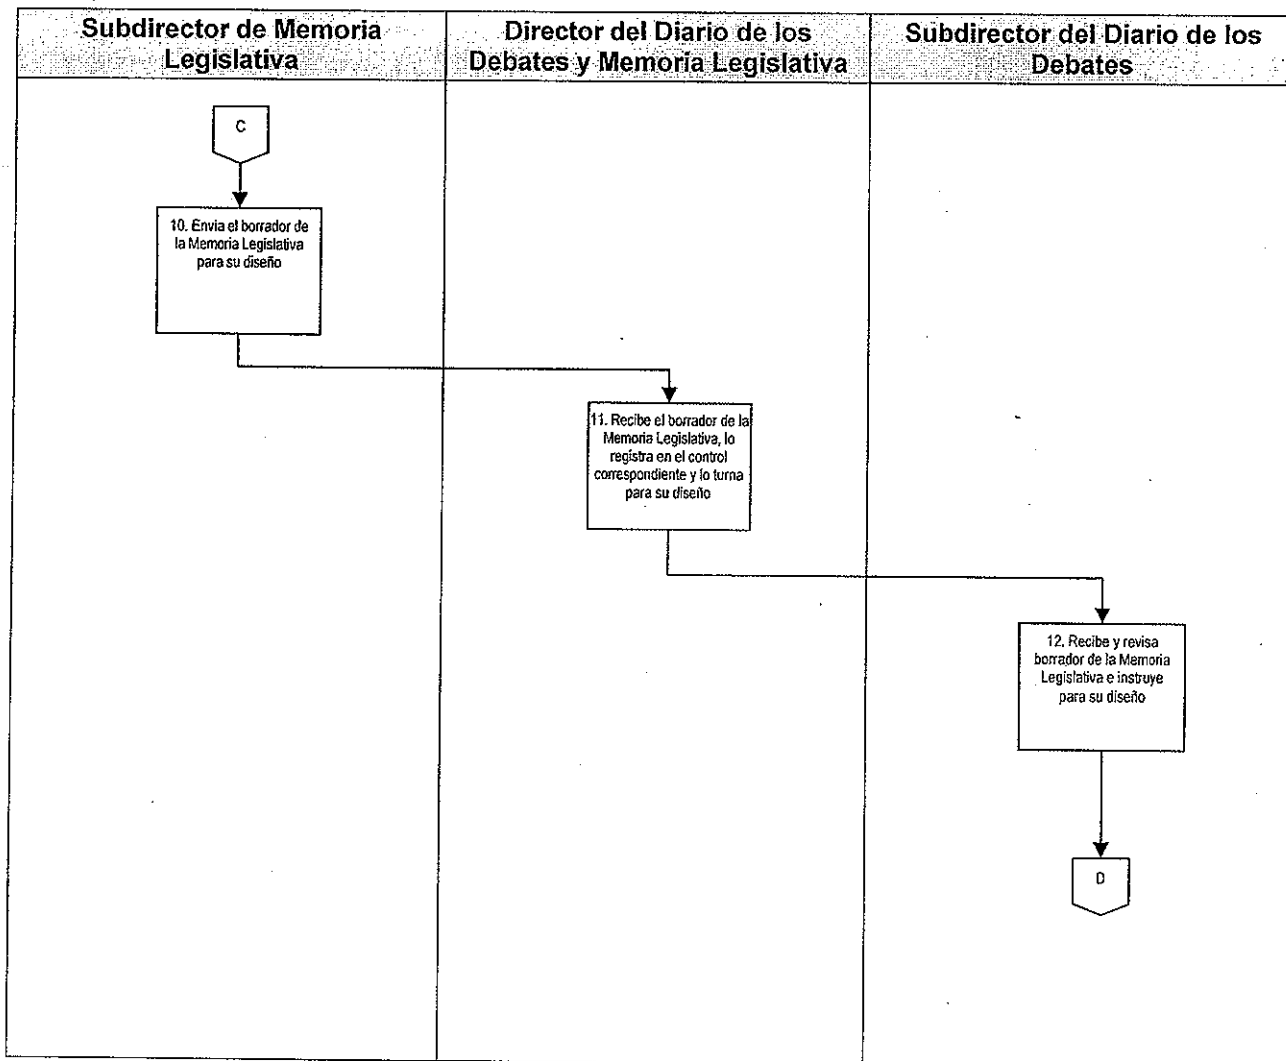 Subdirector de Memoria
Legislativa
Director del Diario de los
Debates y Memoria Legislativa
Subdirector del Diario de los
Debates
C
10. Envia el borrador de
la Memoria Legislativa
para su diseño
11. Recibe el borrador de la
Memoria Legislativa, lo
registra en el control
correspondiente y lo turna
para su diseño
12. Recibe y revisa
borrador de la Memoria
Legislativa e instruye
para su diseño
D